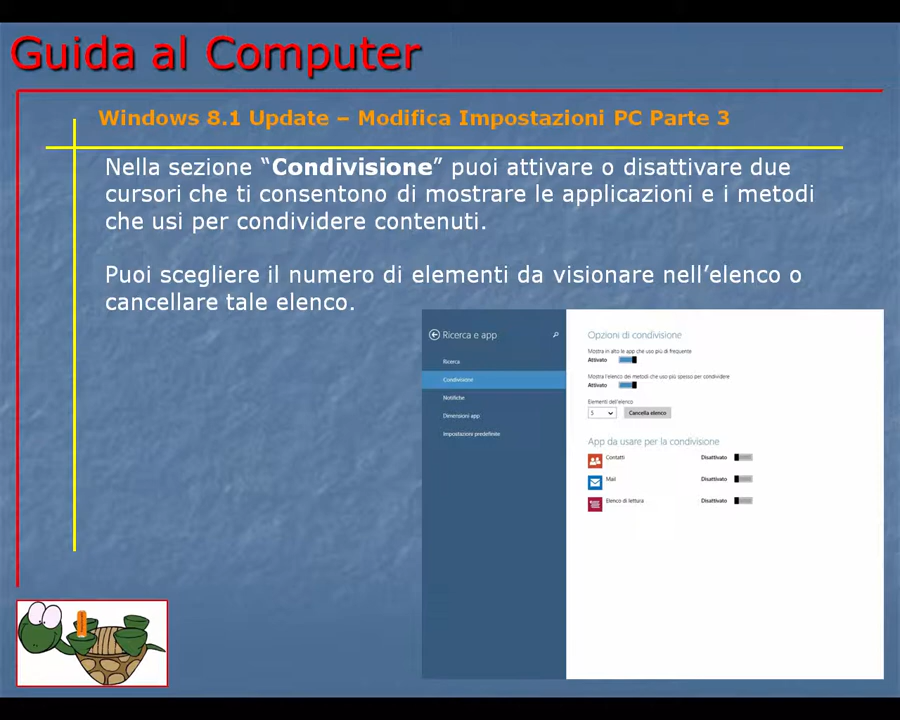 Guida al Computer
Windows 8.1 Update – Modifica Impostazioni PC Parte 3
Nella sezione “Condivisione” puoi attivare o disattivare due
cursori che ti consentono di mostrare le applicazioni e i metodi
che usi per condividere contenuti.
Puoi scegliere il numero di elementi da visionare nell’elenco o
cancellare tale elenco.
Ricerca e app
Ricerca
Condivisione
Notifiche
Dimensioni app
Impostazioni predefinite
Opzioni di condivisione
Mostra in alto le app che uso più di frequente
Attivato
Mostra l'elenco dei metodi che uso più spesso per condividere
Attivato
Elementi dell'elenco
5
Cancella elenco
App da usare per la condivisione
Contatti Disattivato
Mail Disattivato
Elenco di lettura Disattivato